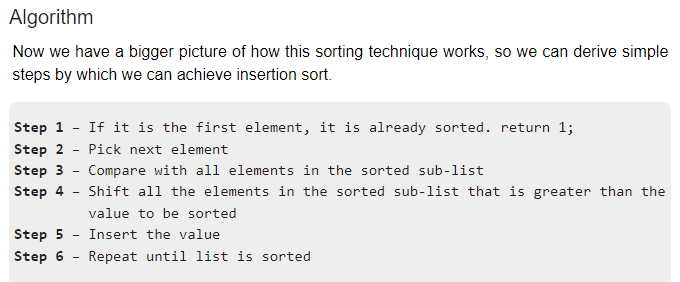 Algorithm
Now we have a bigger picture of how this sorting technique works, so we can derive simple
steps by which we can achieve insertion sort.
Step 1 − If it is the first element, it is already sorted. return 1;
Step 2 − Pick next element
Step 3 − Compare with all elements in the sorted sub-list
Step 4 − Shift all the elements in the sorted sub-list that is greater than the
value to be sorted
Step 5 − Insert the value
Step 6 − Repeat until list is sorted